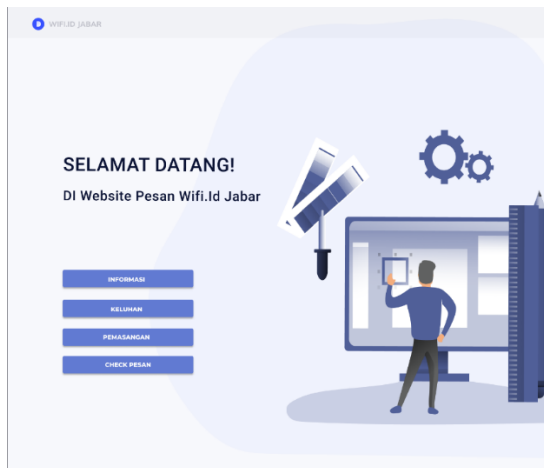 WIFI.ID JABAR
SELAMAT DATANG!
DI Website Pesan Wifi.Id Jabar
INFORMASI
KELUHAN
PEMASANGAN
CHECK PESAN